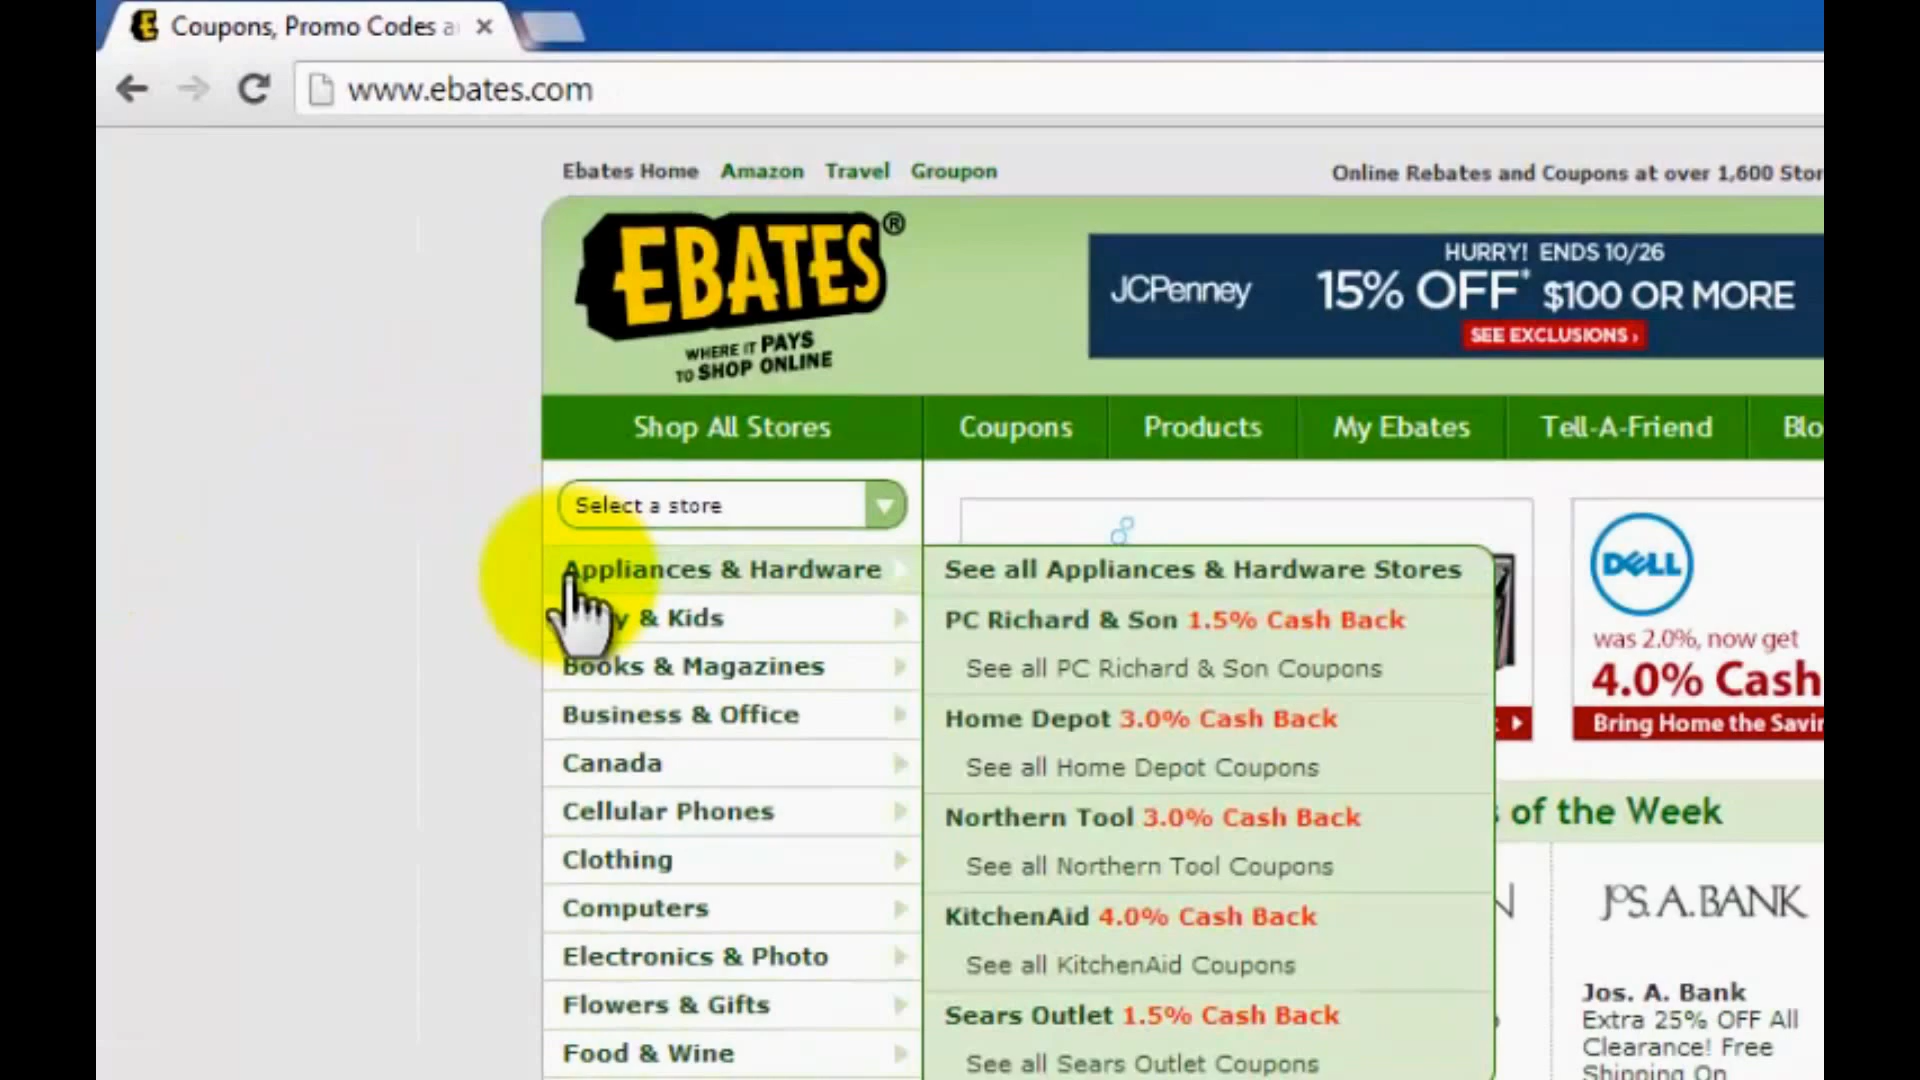 Coupons, Promo Codes a
www.ebates.com
Ebates Home Amazon Travel Groupon
Online Rebates and Coupons at over 1,600 Stor
EBATES®
WHERE IT PAYS
TO SHOP ONLINE
HURRY! ENDS 10/26
JCPenney 15% OFF* $100 OR MORE
SEE EXCLUSIONS ›
Shop All Stores Coupons Products My Ebates Tell-A-Friend Blo
Select a store
Appliances & Hardware
y & Kids
Books & Magazines
Business & Office
Canada
Cellular Phones
Clothing
Computers
Electronics & Photo
Flowers & Gifts
Food & Wine
See all Appliances & Hardware Stores
PC Richard & Son 1.5% Cash Back
See all PC Richard & Son Coupons
Home Depot 3.0% Cash Back
See all Home Depot Coupons
Northern Tool 3.0% Cash Back
See all Northern Tool Coupons
KitchenAid 4.0% Cash Back
See all KitchenAid Coupons
Sears Outlet 1.5% Cash Back
See all Sears Outlet Coupons
DELL
was 2.0%, now get
4.0% Cash
Bring Home the Savin
of the Week
JOS. A. BANK
Jos. A. Bank
Extra 25% OFF All
Clearance! Free
Shipping On